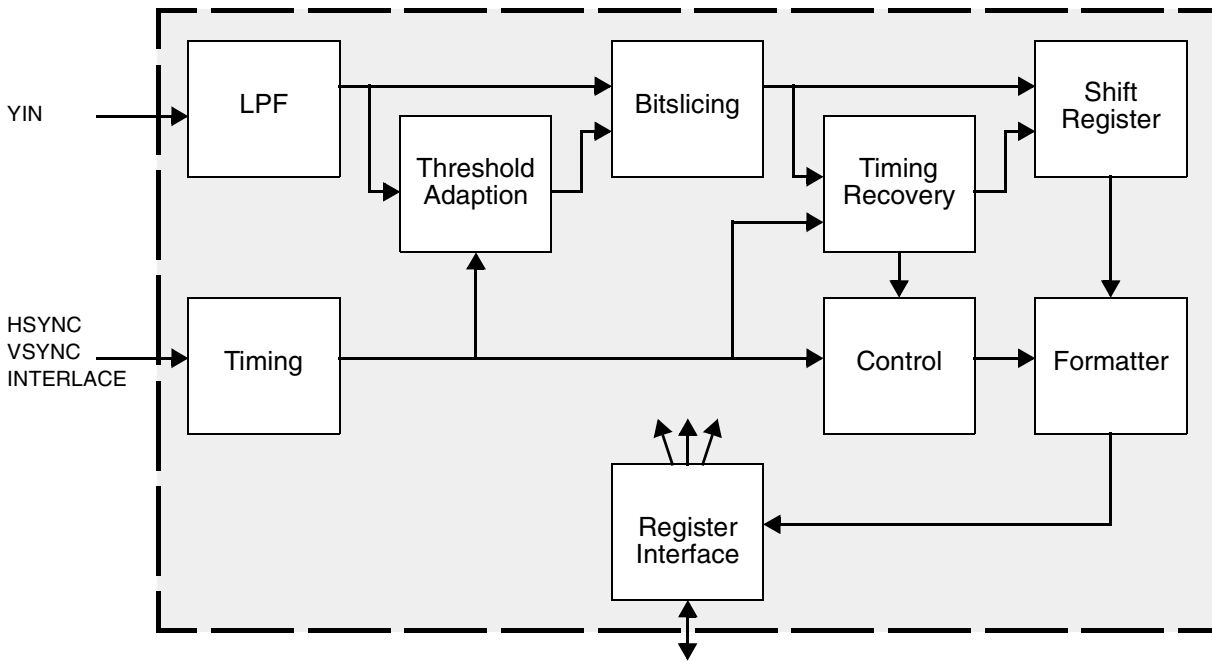 YIN
LPF
Bitslicing
Shift
Register
Threshold
Adaption
Timing
Recovery
HSYNC
VSYNC
INTERLACE
Timing
Control
Formatter
Register
Interface